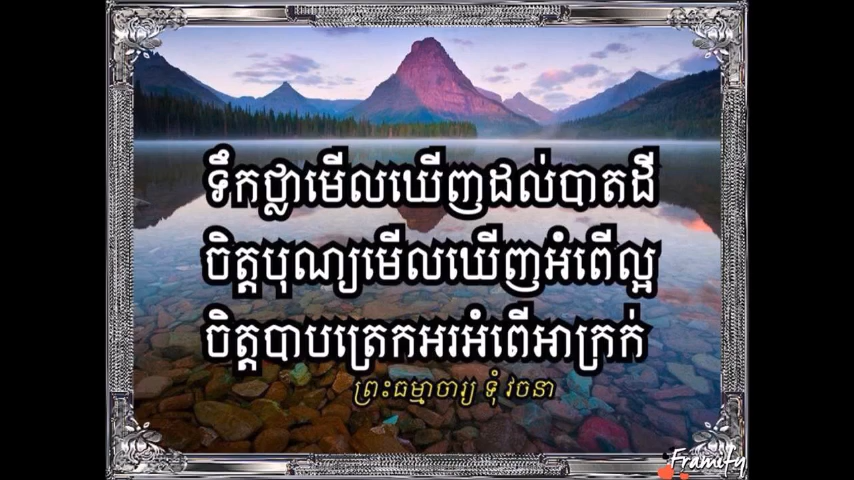 ទឹកថ្លាមើលឃើញដល់បាតដី
ចិត្តបុណ្យមើលឃើញអំពើល្អ
ចិត្តបាបត្រេកអរអំពើអាក្រក់
ព្រះធម្មាចារ្យ ទុំ វចនា
Framify